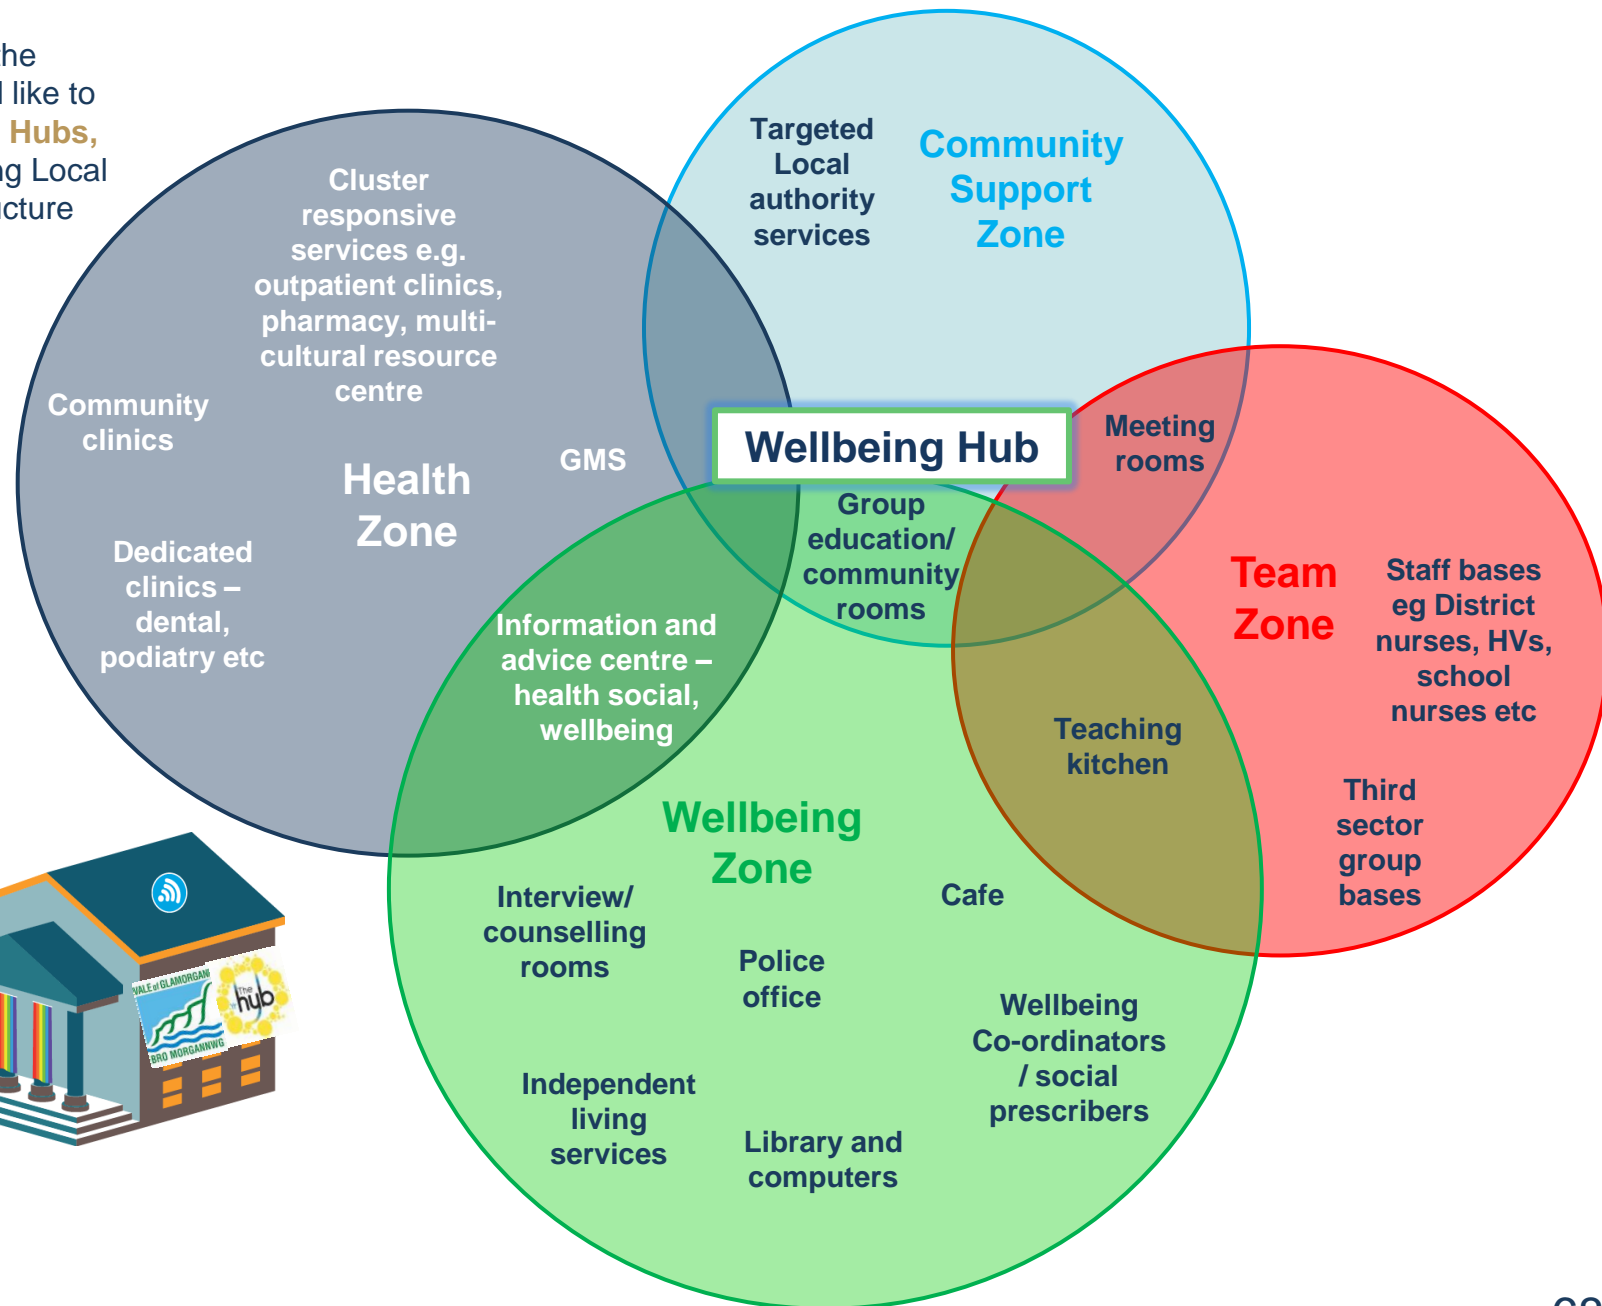 the
like to
Hubs,
Local
Targeted
Local
authority
services
Community
Support
Zone
Cluster
responsive
services e.g.
outpatient clinics,
pharmacy, multi-
cultural resource
centre
Community
clinics
GMS
Health
Zone
Dedicated
clinics –
dental,
podiatry etc
Wellbeing Hub
Meeting
rooms
Group
education/
community
rooms
Team
Zone
Staff bases
eg District
nurses, HVs,
school
nurses etc
Information and
advice centre –
health social,
wellbeing
Teaching
kitchen
Third
sector
group
bases
Wellbeing
Zone
Interview/
counselling
rooms
Cafe
Police
office
Wellbeing
Co-ordinators
/ social
prescribers
Independent
living
services
Library and
computers
VALE of GLAMORGAN
BRO MORGANNWG
The
hub